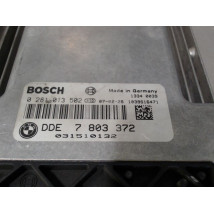 BOSCH
Made in Germany
0 281 013 502
DDE 7 803 372
031510132